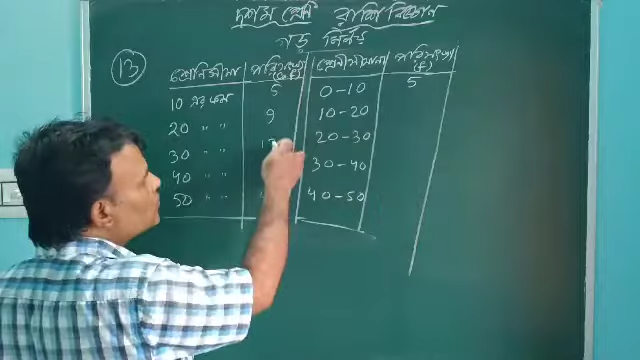 দশম শ্রেণি রাশি বিজ্ঞান
গড় নির্ণয়
13
শ্রেণিসীমা পরিসংখ্যা (c.f) শ্রেণীসীমানা পরিসংখ্যা (f)
10 এর কম 5 0-10 5
20 " " 9 10-20
30 " " 20-30
40 " " 30-40
50 " " 40-50